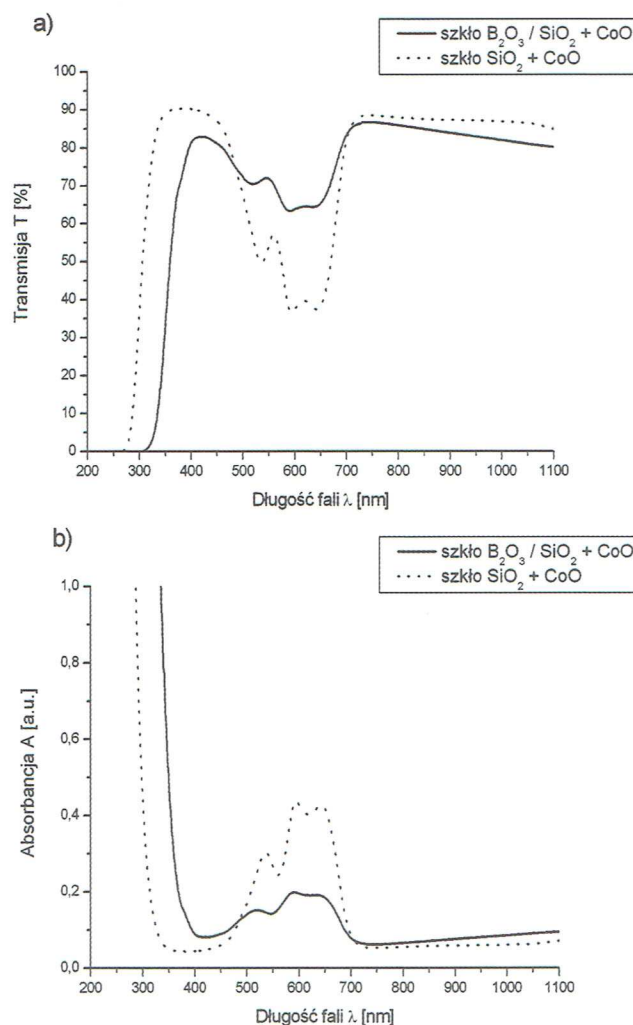 a)
szkło B₂O₃ / SiO₂ + CoO
szkło SiO₂ + CoO
Transmisja T [%]
100
90
80
70
60
50
40
30
20
10
0
200 300 400 500 600 700 800 900 1000 1100
Długość fali λ [nm]
b)
szkło B₂O₃ / SiO₂ + CoO
szkło SiO₂ + CoO
Absorbancja A [a.u.]
1,0
0,8
0,6
0,4
0,2
0,0
200 300 400 500 600 700 800 900 1000 1100
Długość fali λ [nm]